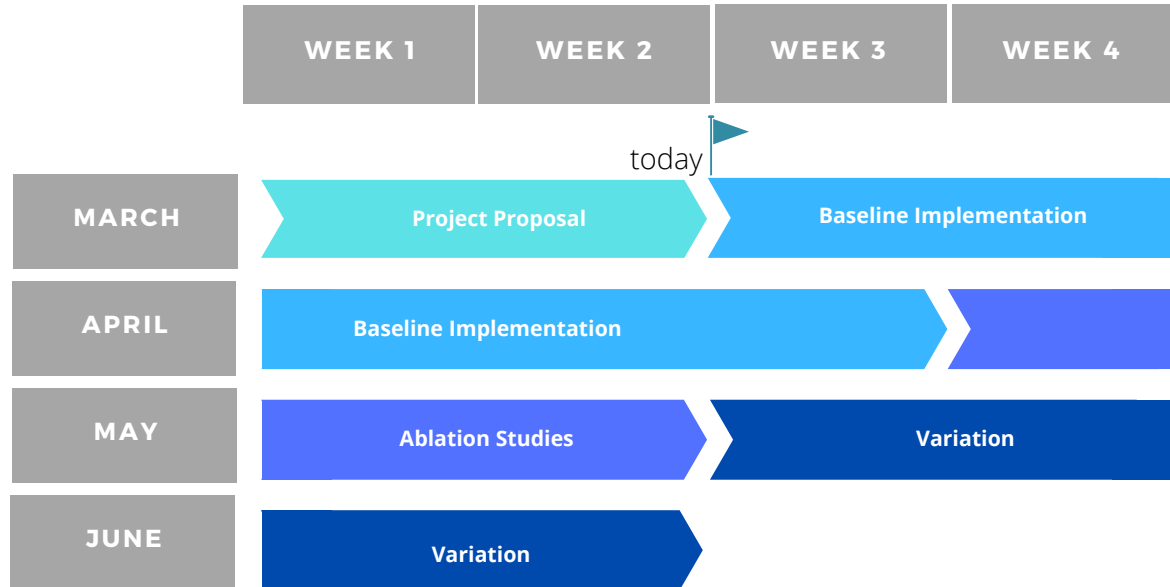 WEEK 1
WEEK 2
WEEK 3
WEEK 4
today
MARCH
Project Proposal
Baseline Implementation
APRIL
Baseline Implementation
MAY
Ablation Studies
Variation
JUNE
Variation